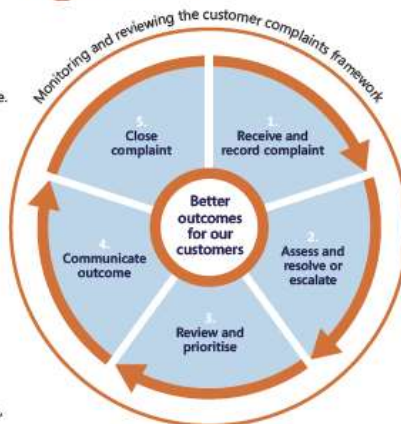 Monitoring and reviewing the customer complaints framework
e.
5.
Close
complaint
1.
Receive and
record complaint
Better
outcomes
for our
customers
4.
Communicate
outcome
2.
Assess and
resolve or
escalate
3.
Review and
prioritise
,